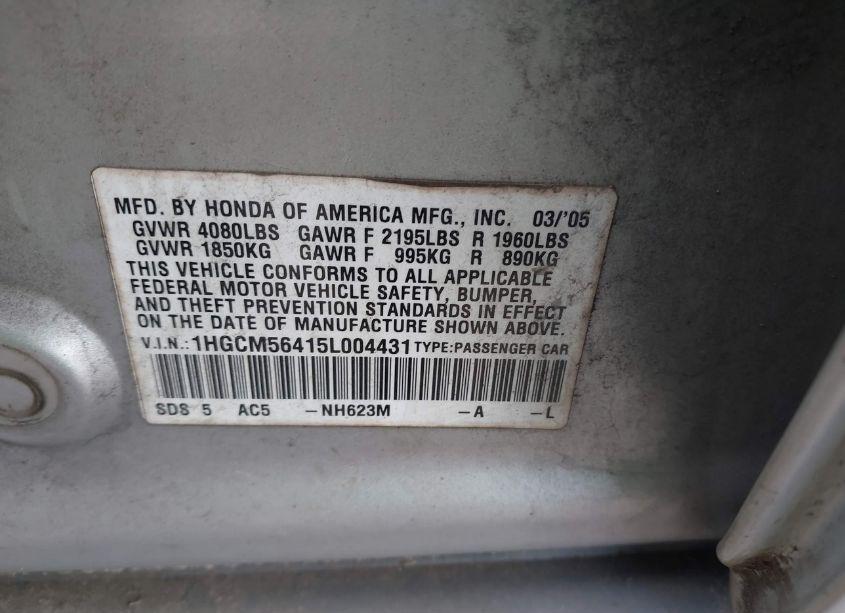 MFD. BY HONDA OF AMERICA MFG., INC. 03/'05
GVWR 4080LBS GAWR F 2195LBS R 1960LBS
GVWR 1850KG GAWR F 995KG R 890KG
THIS VEHICLE CONFORMS TO ALL APPLICABLE
FEDERAL MOTOR VEHICLE SAFETY, BUMPER,
AND THEFT PREVENTION STANDARDS IN EFFECT
ON THE DATE OF MANUFACTURE SHOWN ABOVE.
V.I.N.: 1HGCM56415L004431 TYPE:PASSENGER CAR
SDS 5 AC5 –NH623M –A –L